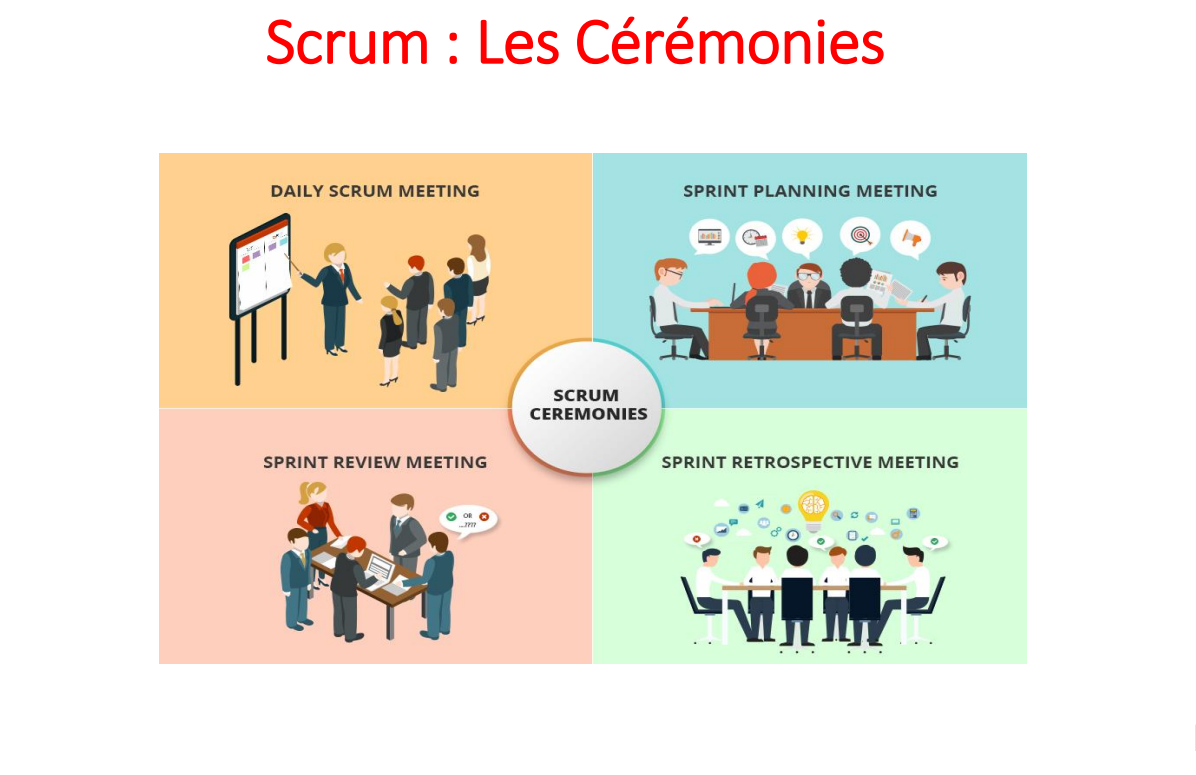 Scrum : Les Cérémonies
DAILY SCRUM MEETING
SPRINT PLANNING MEETING
SCRUM
CEREMONIES
SPRINT REVIEW MEETING
OR
...????
SPRINT RETROSPECTIVE MEETING